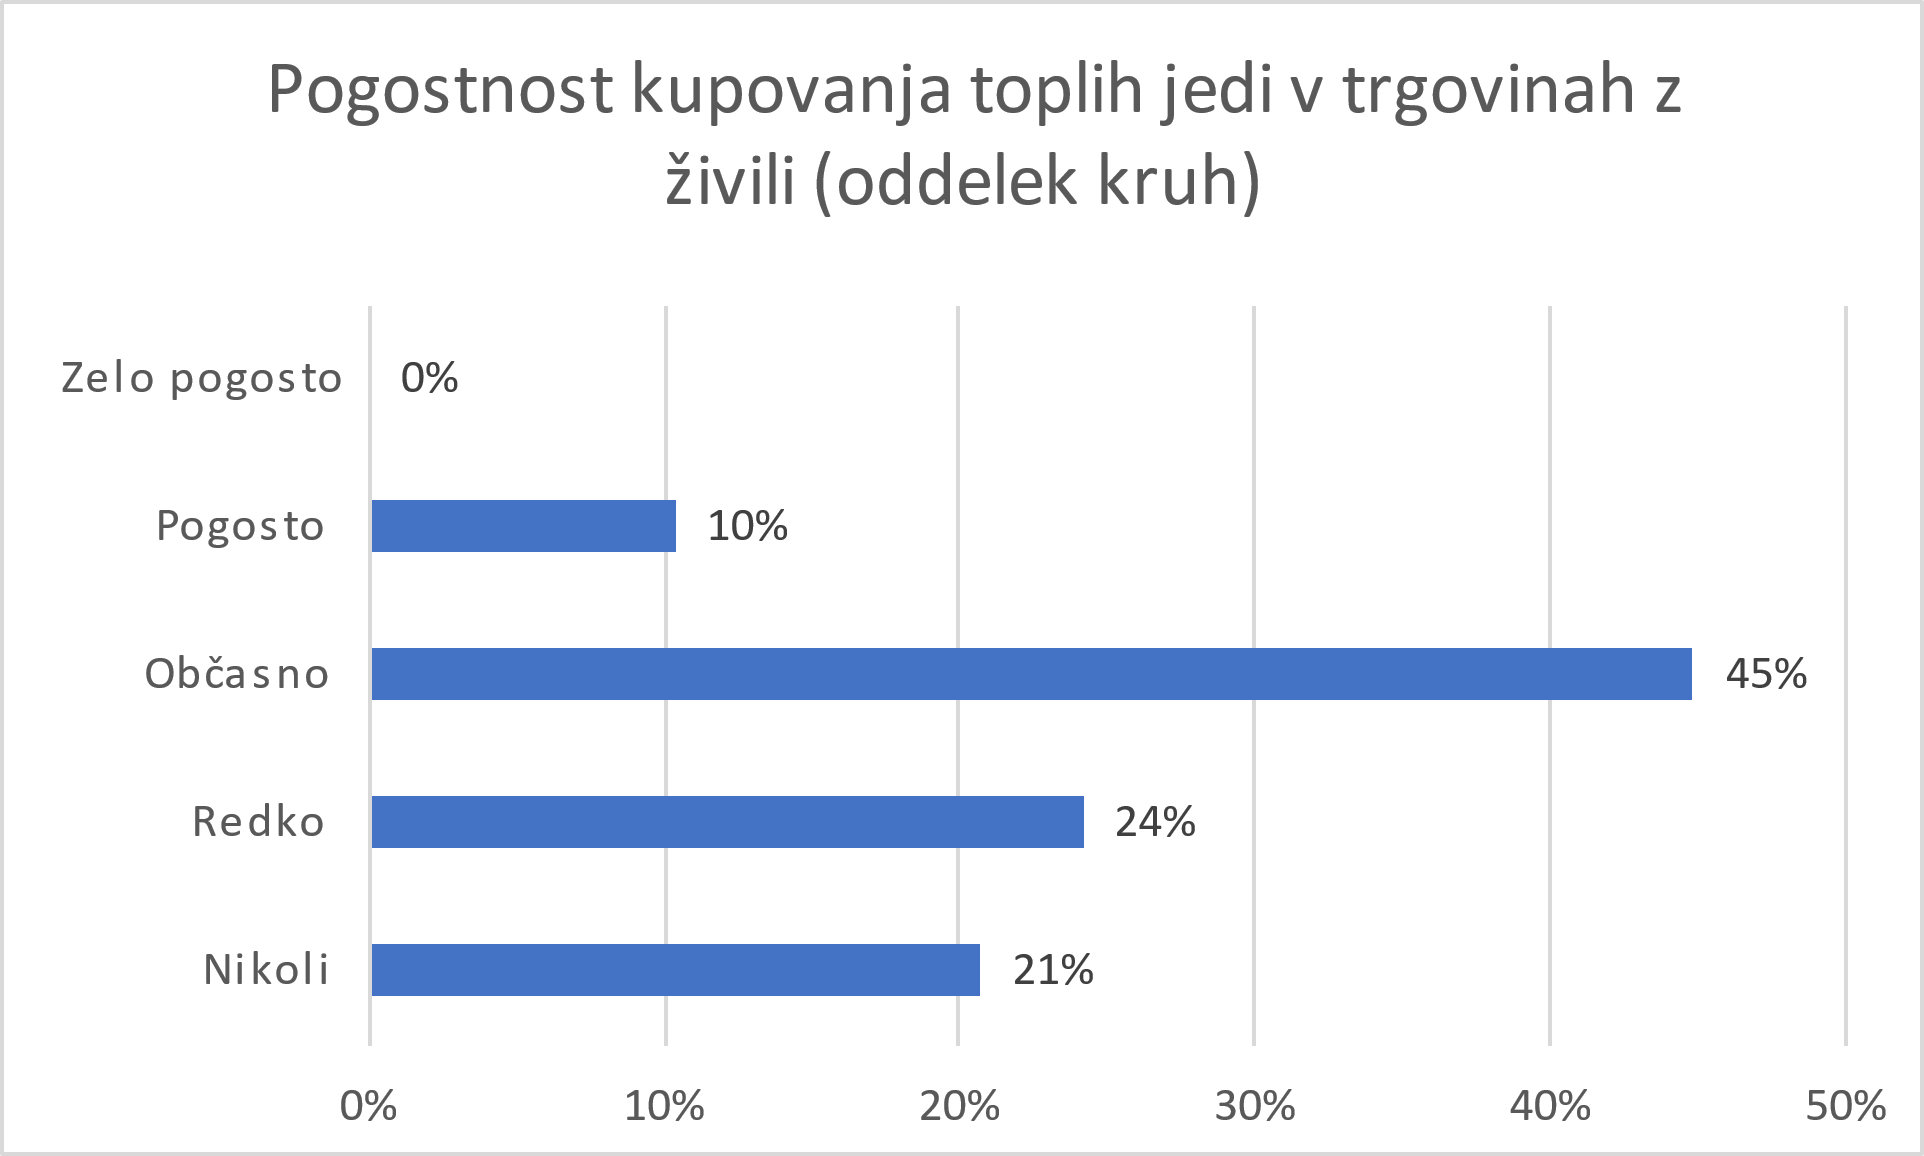 Pogostnost kupovanja toplih jedi v trgovinah z
živili (oddelek kruh)
Zelo pogosto 0%
Pogosto 10%
Občasno 45%
Redko 24%
Nikoli 21%
0% 10% 20% 30% 40% 50%